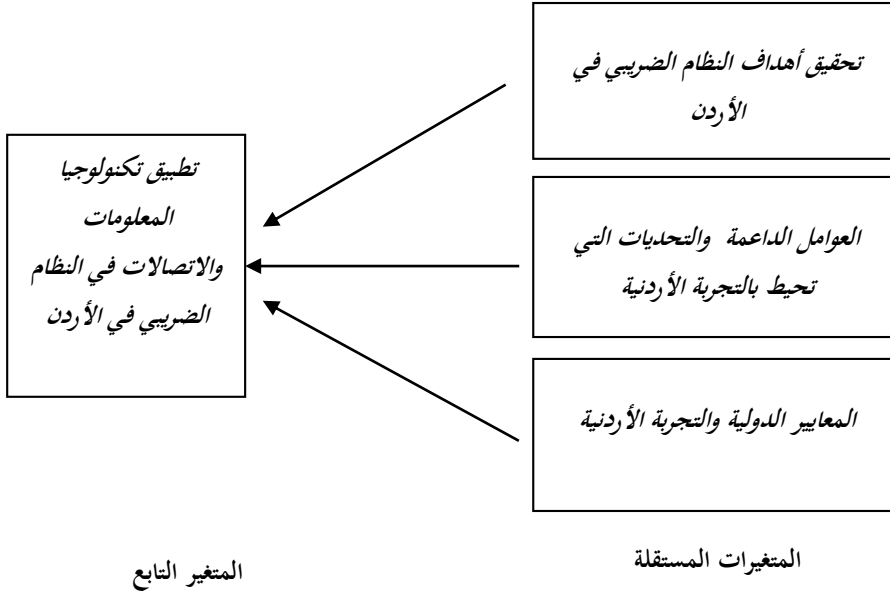 تحقيق أهداف النظام الضريبي في
الأردن
العوامل الداعمة والتحديات التي
تحيط بالتجربة الأردنية
المعايير الدولية والتجربة الأردنية
المتغيرات المستقلة
تطبيق تكنولوجيا
المعلومات
والاتصالات في النظام
الضريبي في الأردن
المتغير التابع